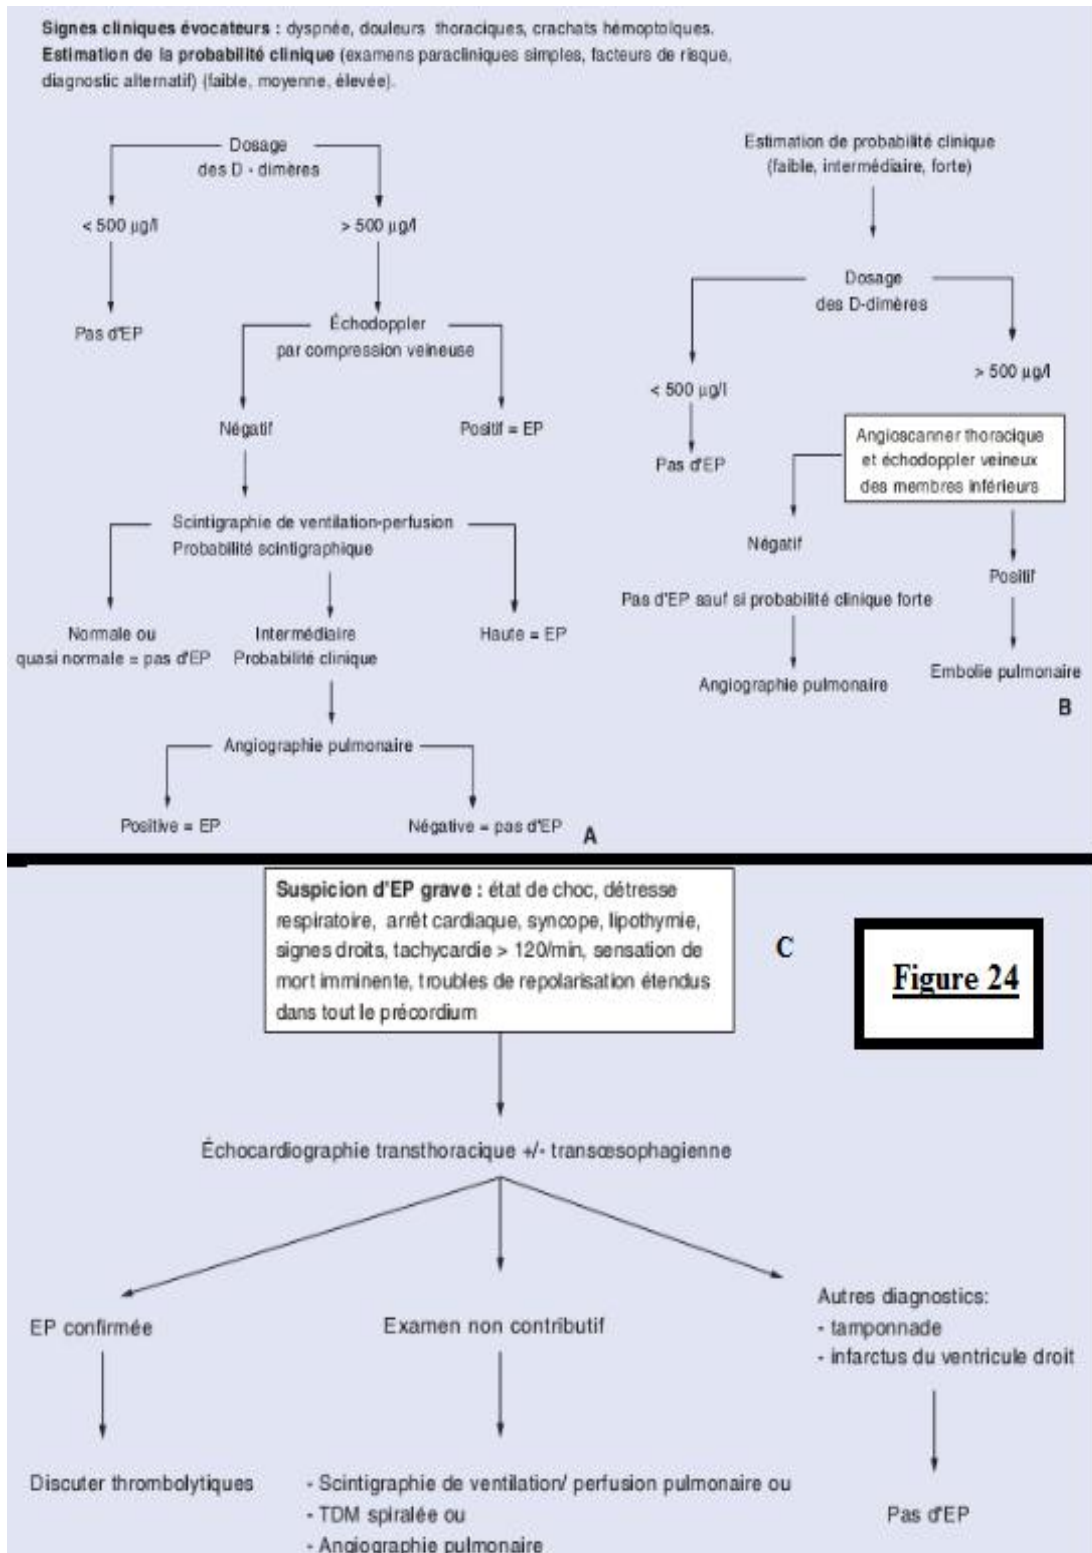 Signes cliniques évocateurs : dyspnée, douleurs thoraciques, crachats hémoptoïques.
Estimation de la probabilité clinique (examens paracliniques simples, facteurs de risque,
diagnostic alternatif) (faible, moyenne, élevée).
Dosage
des D - dimères
< 500 µg/l
> 500 µg/l
Pas d'EP
Échodoppler
par compression veineuse
Négatif
Positif = EP
Scintigraphie de ventilation-perfusion
Probabilité scintigraphique
Normale ou
quasi normale = pas d'EP
Intermédiaire
Probabilité clinique
Haute = EP
Angiographie pulmonaire
Positive = EP
Négative = pas d'EP
A
Estimation de probabilité clinique
(faible, intermédiaire, forte)
Dosage
des D-dimères
< 500 µg/l
> 500 µg/l
Pas d'EP
Angioscanner thoracique
et échodoppler veineux
des membres inférieurs
Négatif
Positif
Pas d'EP sauf si probabilité clinique forte
Angiographie pulmonaire
Embolie pulmonaire
B
Suspicion d'EP grave : état de choc, détresse
respiratoire, arrêt cardiaque, syncope, lipothymie,
signes droits, tachycardie > 120/min, sensation de
mort imminente, troubles de repolarisation étendus
dans tout le précordium
C
Figure 24
Échocardiographie transthoracique +/- transœsophagienne
EP confirmée
Examen non contributif
Autres diagnostics:
- tamponnade
- infarctus du ventricule droit
Discuter thrombolytiques
- Scintigraphie de ventilation/ perfusion pulmonaire ou
- TDM spiralée ou
- Angiographie pulmonaire
Pas d'EP